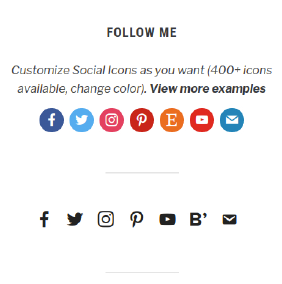 FOLLOW ME
Customize Social Icons as you want (400+ icons
available, change color). View more examples